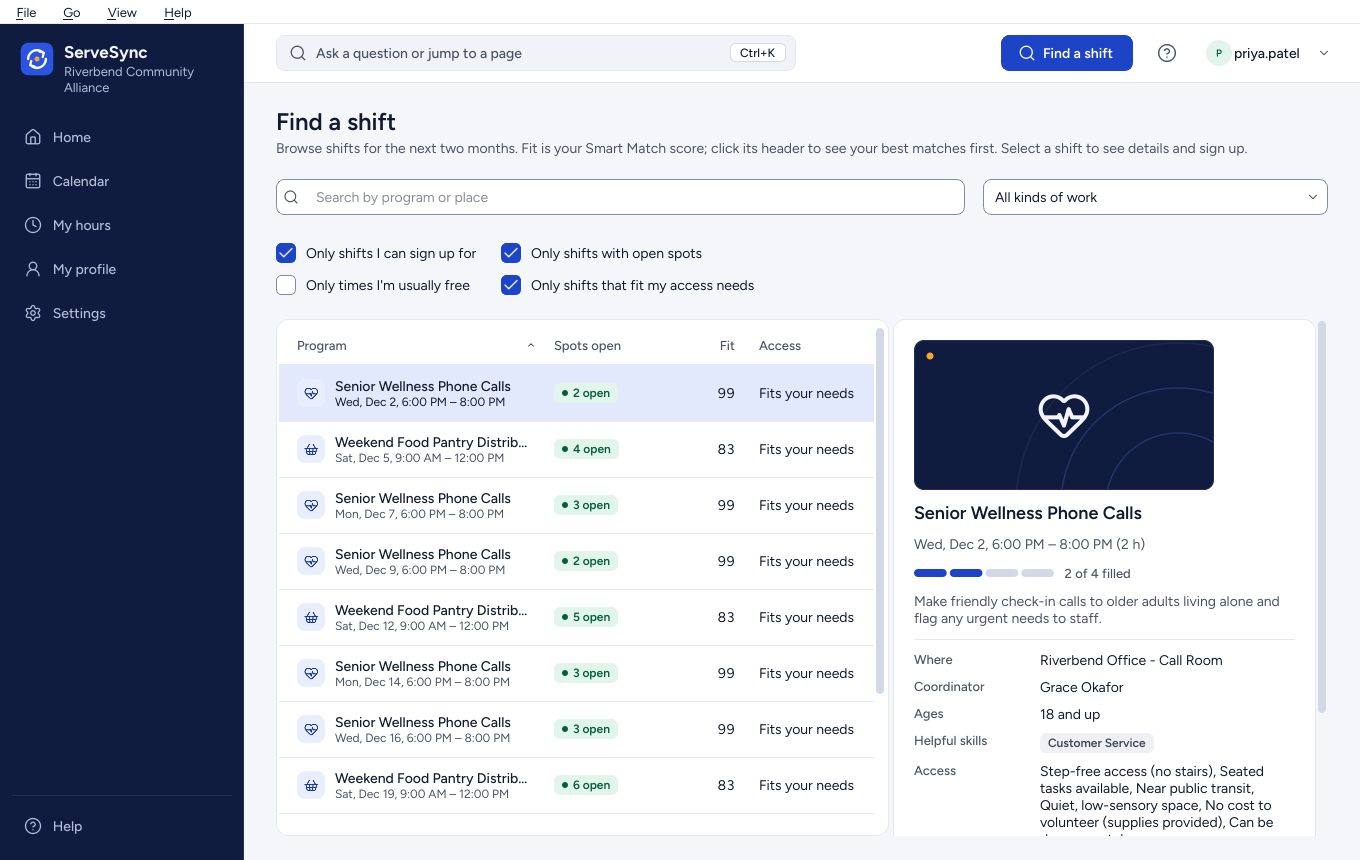 File Go View Help
ServeSync
Riverbend Community
Alliance
Home
Calendar
My hours
My profile
Settings
Help
Ask a question or jump to a page Ctrl+K
Find a shift
P priya.patel
Find a shift
Browse shifts for the next two months. Fit is your Smart Match score; click its header to see your best matches first. Select a shift to see details and sign up.
Search by program or place
All kinds of work
Only shifts I can sign up for
Only shifts with open spots
Only times I'm usually free
Only shifts that fit my access needs
Program Spots open Fit Access
Senior Wellness Phone Calls
Wed, Dec 2, 6:00 PM – 8:00 PM
2 open 99 Fits your needs
Weekend Food Pantry Distrib...
Sat, Dec 5, 9:00 AM – 12:00 PM
4 open 83 Fits your needs
Senior Wellness Phone Calls
Mon, Dec 7, 6:00 PM – 8:00 PM
3 open 99 Fits your needs
Senior Wellness Phone Calls
Wed, Dec 9, 6:00 PM – 8:00 PM
2 open 99 Fits your needs
Weekend Food Pantry Distrib...
Sat, Dec 12, 9:00 AM – 12:00 PM
5 open 83 Fits your needs
Senior Wellness Phone Calls
Mon, Dec 14, 6:00 PM – 8:00 PM
3 open 99 Fits your needs
Senior Wellness Phone Calls
Wed, Dec 16, 6:00 PM – 8:00 PM
3 open 99 Fits your needs
Weekend Food Pantry Distrib...
Sat, Dec 19, 9:00 AM – 12:00 PM
6 open 83 Fits your needs
Senior Wellness Phone Calls
Wed, Dec 2, 6:00 PM – 8:00 PM (2 h)
2 of 4 filled
Make friendly check-in calls to older adults living alone and
flag any urgent needs to staff.
Where Riverbend Office - Call Room
Coordinator Grace Okafor
Ages 18 and up
Helpful skills Customer Service
Access Step-free access (no stairs), Seated
tasks available, Near public transit,
Quiet, low-sensory space, No cost to
volunteer (supplies provided), Can be